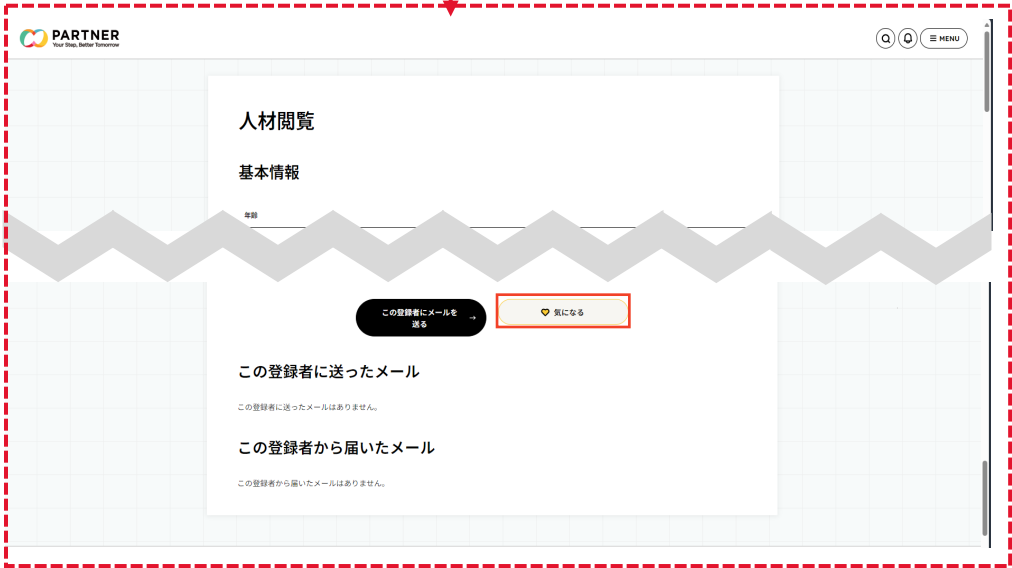 PARTNER
Your Step, Better Tomorrow
MENU
人材閲覧
基本情報
年齢
この登録者にメールを
送る
気になる
この登録者に送ったメール
この登録者に送ったメールはありません。
この登録者から届いたメール
この登録者から届いたメールはありません。